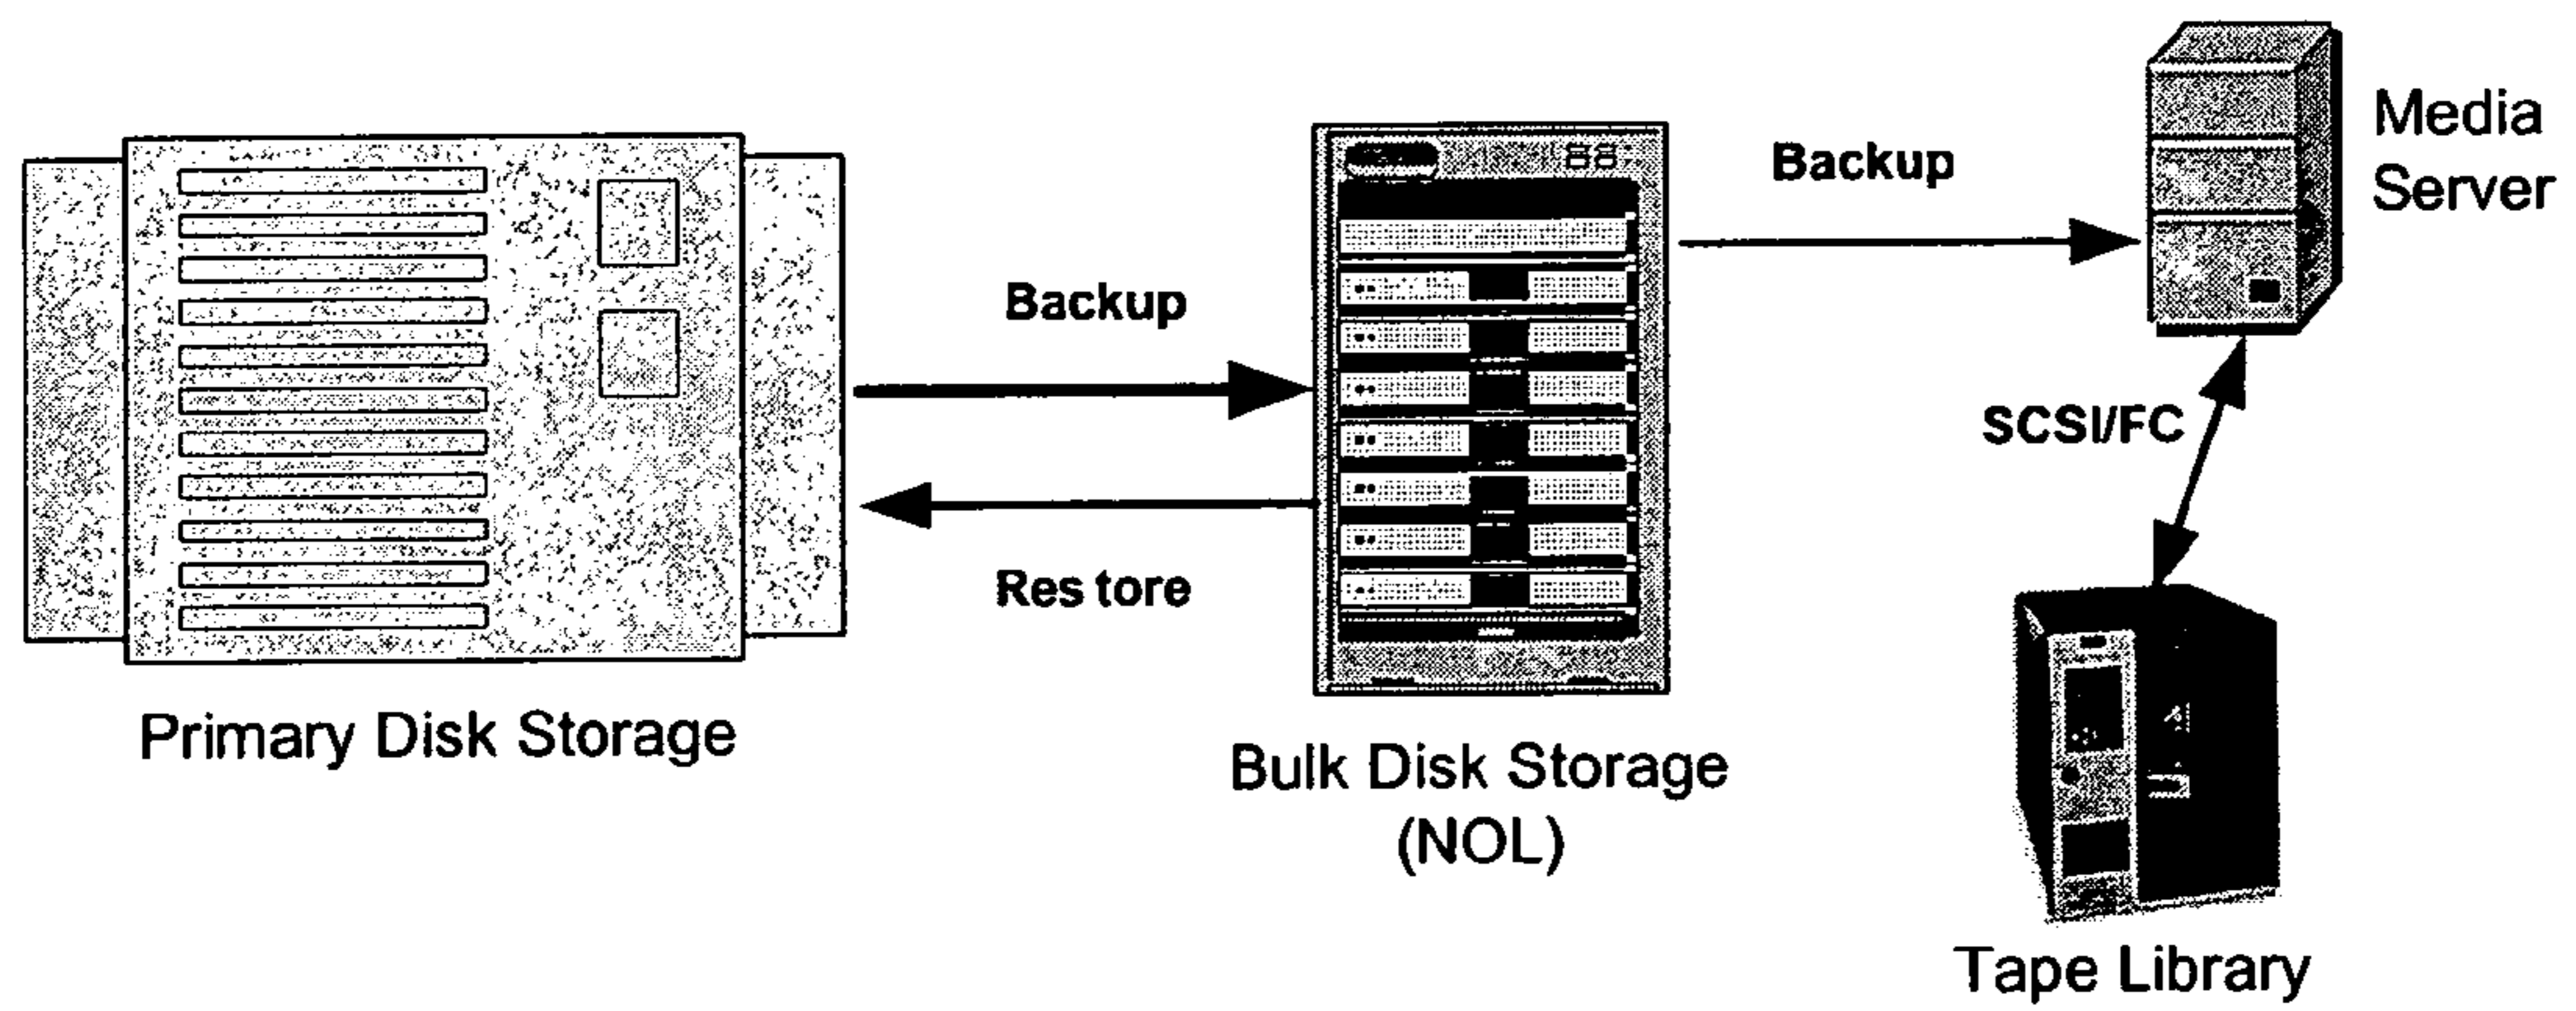 Media
Server
Backup
Backup
SCSI/FC
Res tore
Primary Disk Storage
Bulk Disk Storage
(NOL)
Tape Library